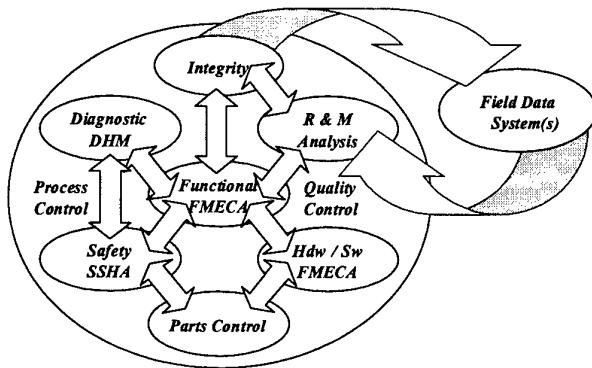 Integrity
Diagnostic
DHM
R & M
Analysis
Field Data
System(s)
Process
Control
Functional
FMECA
Quality
Control
Safety
SSHA
Hdw / Sw
FMECA
Parts Control